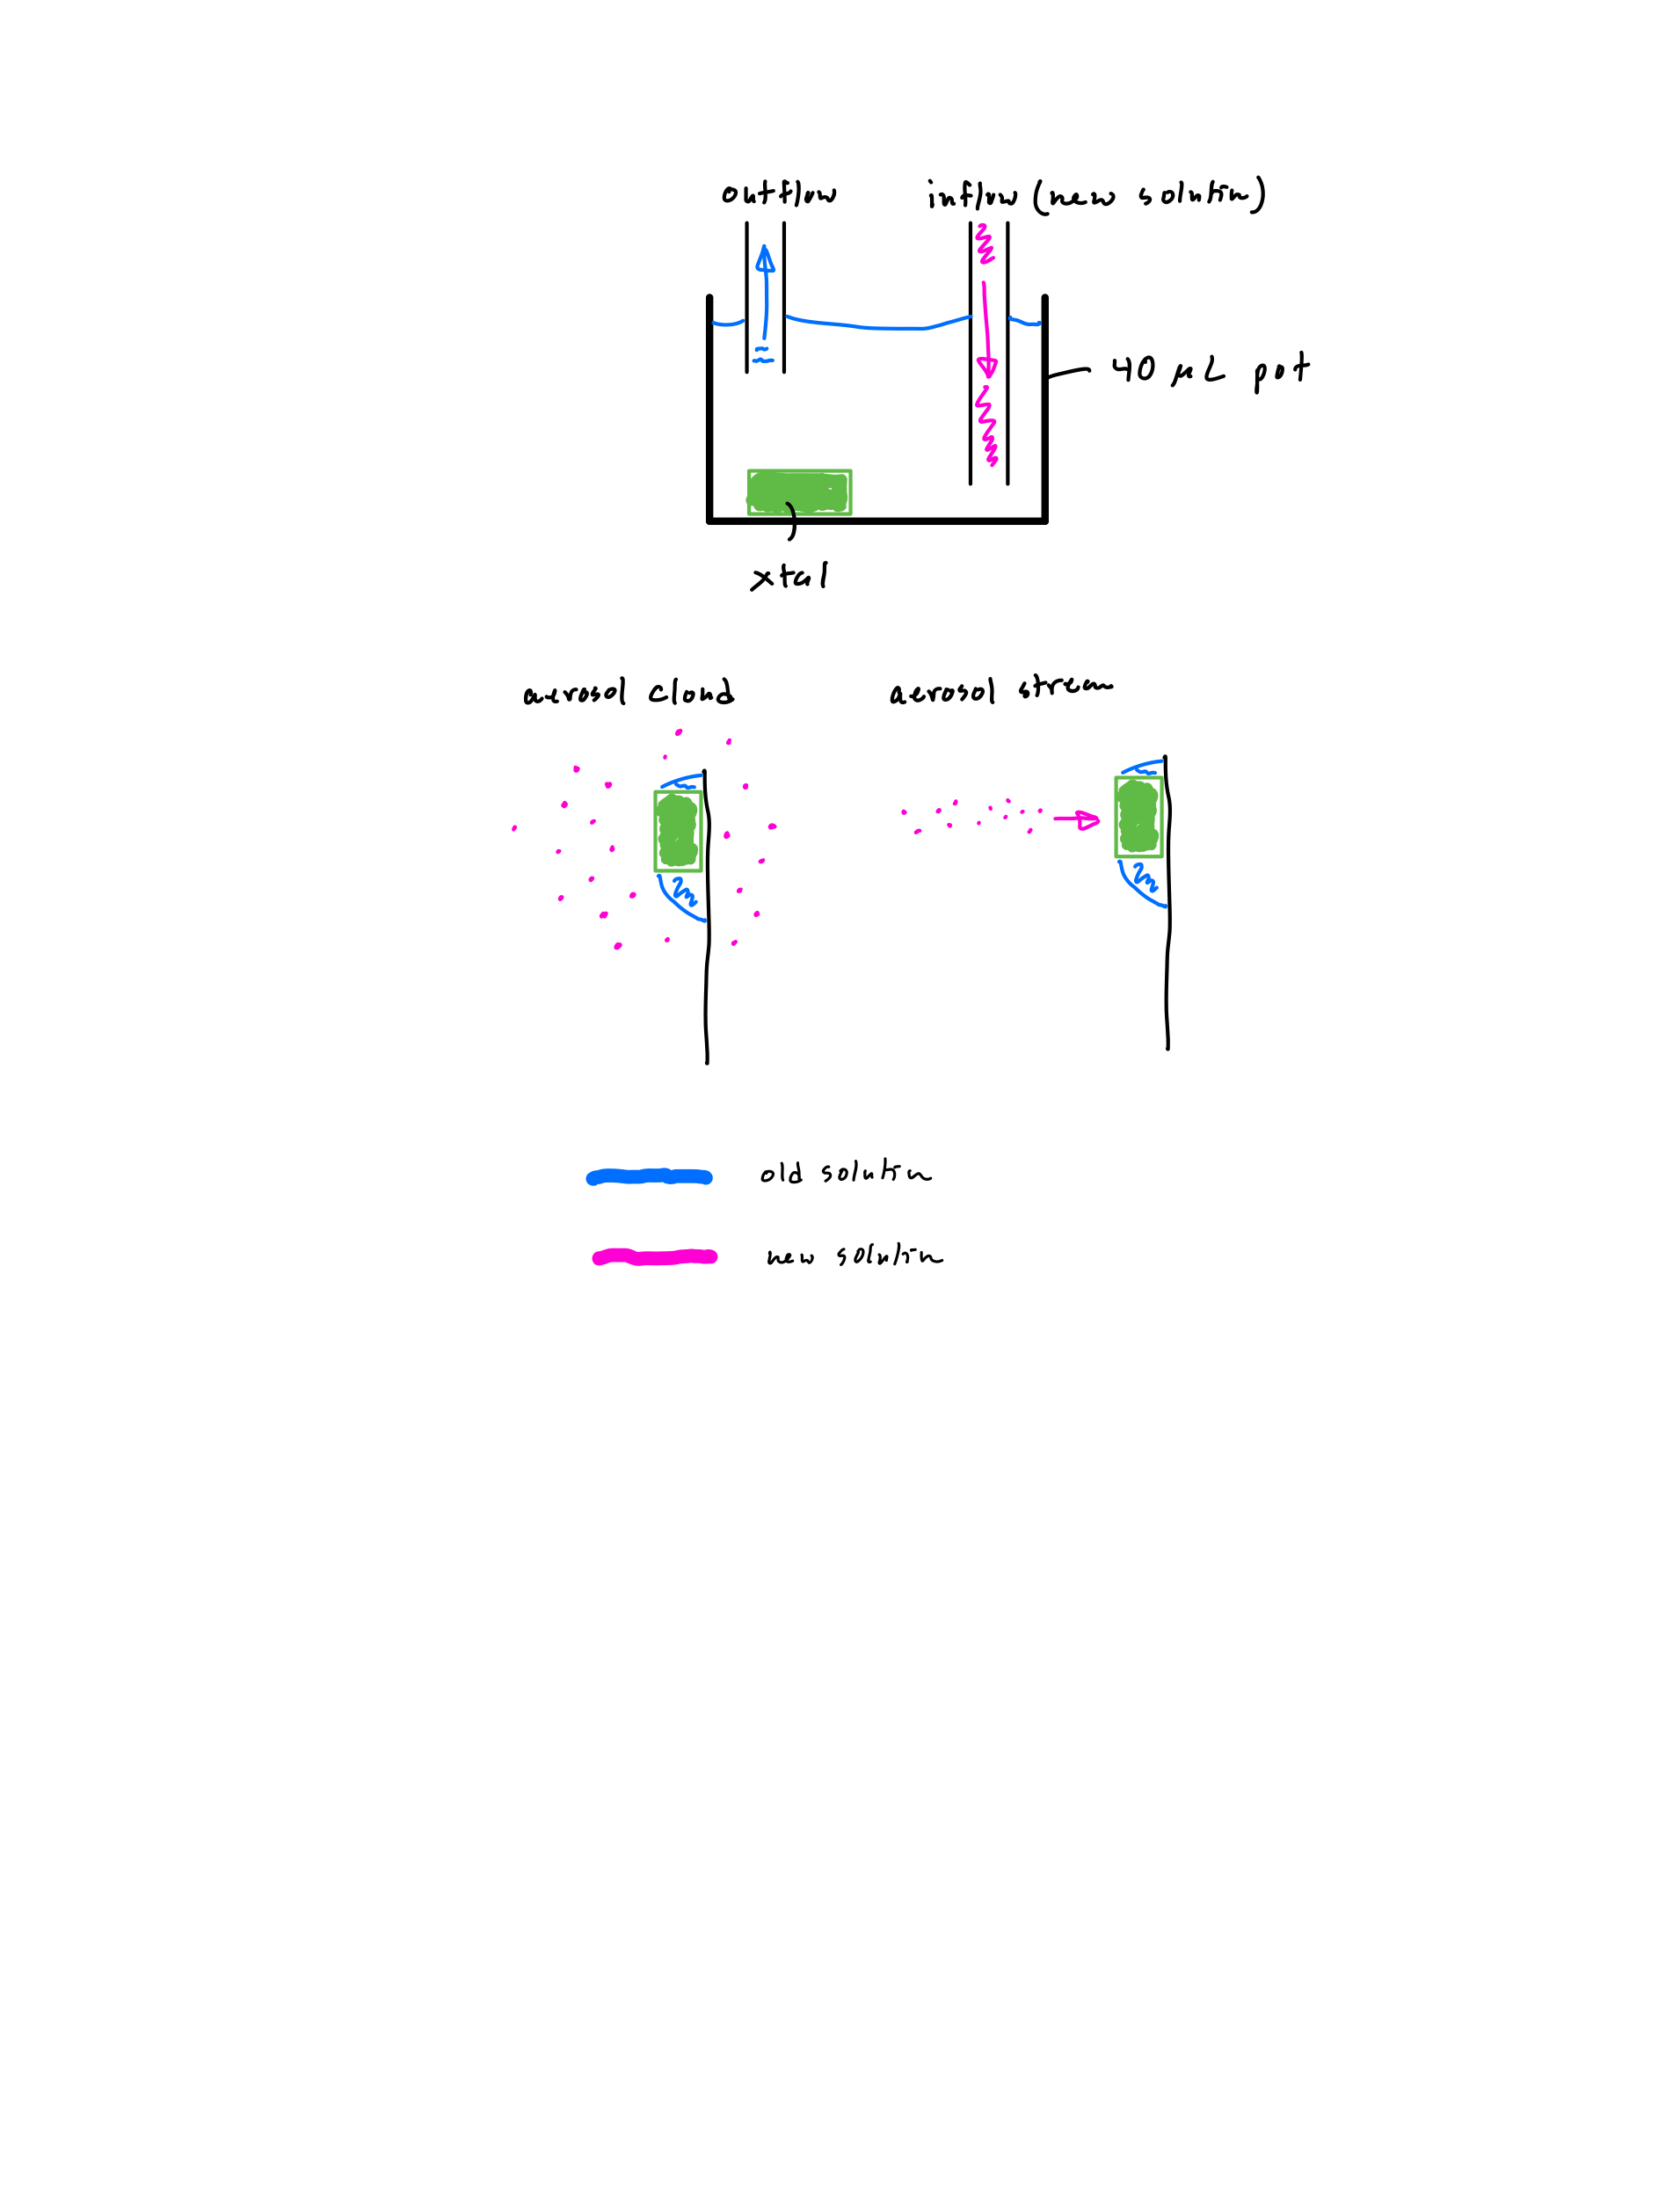 outflow
inflow (new solution)
40 µL pot
xtal
aerosol cloud
aerosol stream
old solution
new solution